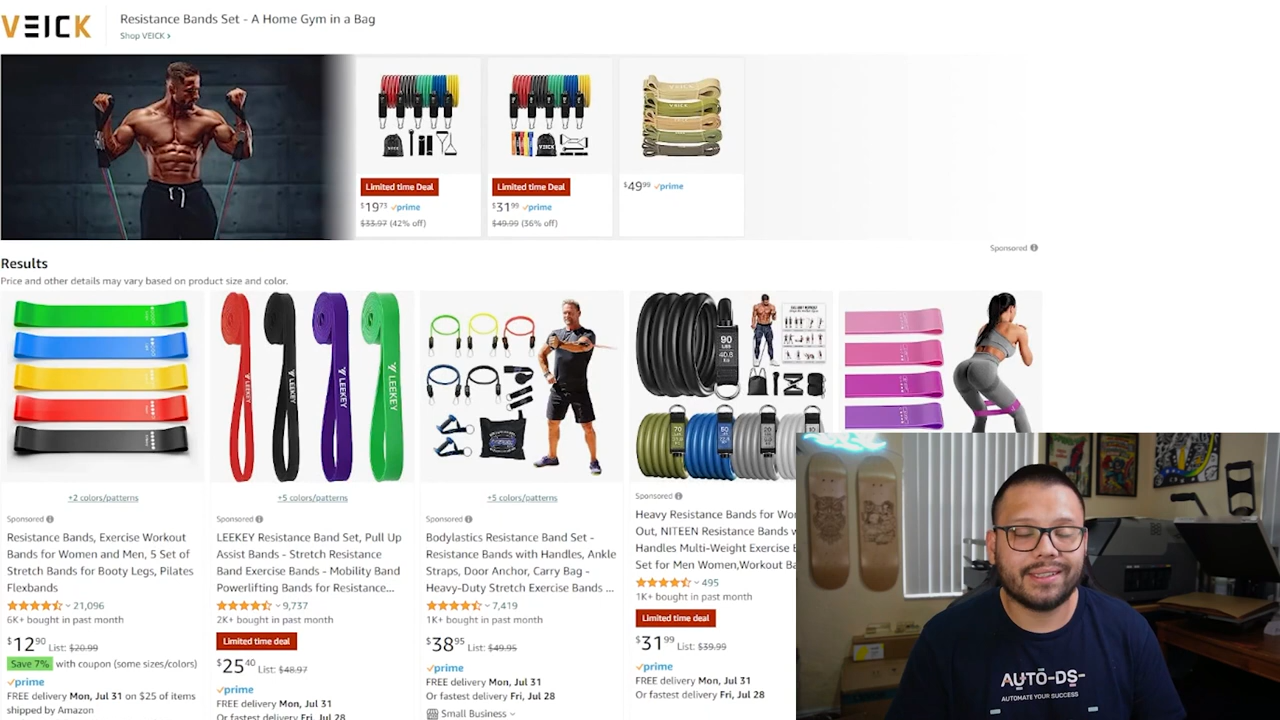 VEICK
Resistance Bands Set - A Home Gym in a Bag
Shop VEICK ›
Limited time Deal
$19.73 prime
$33.97 (42% off)
Limited time Deal
$31.99 prime
$49.99 (36% off)
$49.99 prime
Sponsored
Results
Price and other details may vary based on product size and color.
+2 colors/patterns
Sponsored
Resistance Bands, Exercise Workout
Bands for Women and Men, 5 Set of
Stretch Bands for Booty Legs, Pilates
Flexbands
21,096
6K+ bought in past month
$12.90 List: $20.99
Save 7% with coupon (some sizes/colors)
prime
FREE delivery Mon, Jul 31 on $25 of items
shipped by Amazon
LEEKEY
LEEKEY
+5 colors/patterns
Sponsored
LEEKEY Resistance Band Set, Pull Up
Assist Bands - Stretch Resistance
Band Exercise Bands - Mobility Band
Powerlifting Bands for Resistance...
9,737
2K+ bought in past month
Limited time deal
$25.40 List: $48.97
prime
FREE delivery Mon, Jul 31
Or fastest delivery Fri, Jul 28
+5 colors/patterns
Sponsored
Bodylastics Resistance Band Set -
Resistance Bands with Handles, Ankle
Straps, Door Anchor, Carry Bag -
Heavy-Duty Stretch Exercise Bands ...
7,419
1K+ bought in past month
$38.95 List: $49.95
prime
FREE delivery Mon, Jul 31
Or fastest delivery Fri, Jul 28
Small Business
90
LBS
40.8
KG
70
50
20
10
Sponsored
Heavy Resistance Bands for Wor
Out, NITEEN Resistance Bands w
Handles Multi-Weight Exercise B
Set for Men Women,Workout Ba
495
1K+ bought in past month
Limited time deal
$31.99 List: $39.99
prime
FREE delivery Mon, Jul 31
Or fastest delivery Fri, Jul 28
AUTO-DS-
AUTOMATE YOUR SUCCESS